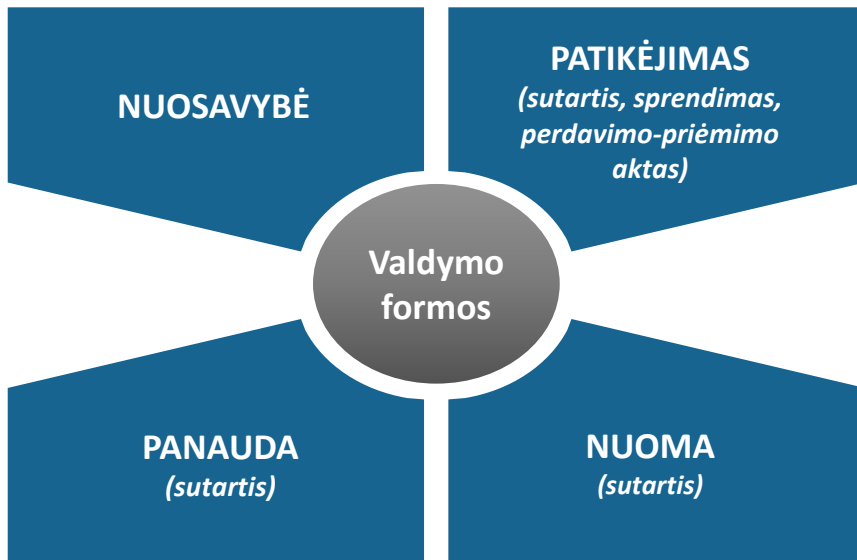 NUOSAVYBĖ
PATIKĖJIMAS
(sutartis, sprendimas,
perdavimo-priėmimo
aktas)
Valdymo
formos
PANAUDA
(sutartis)
NUOMA
(sutartis)